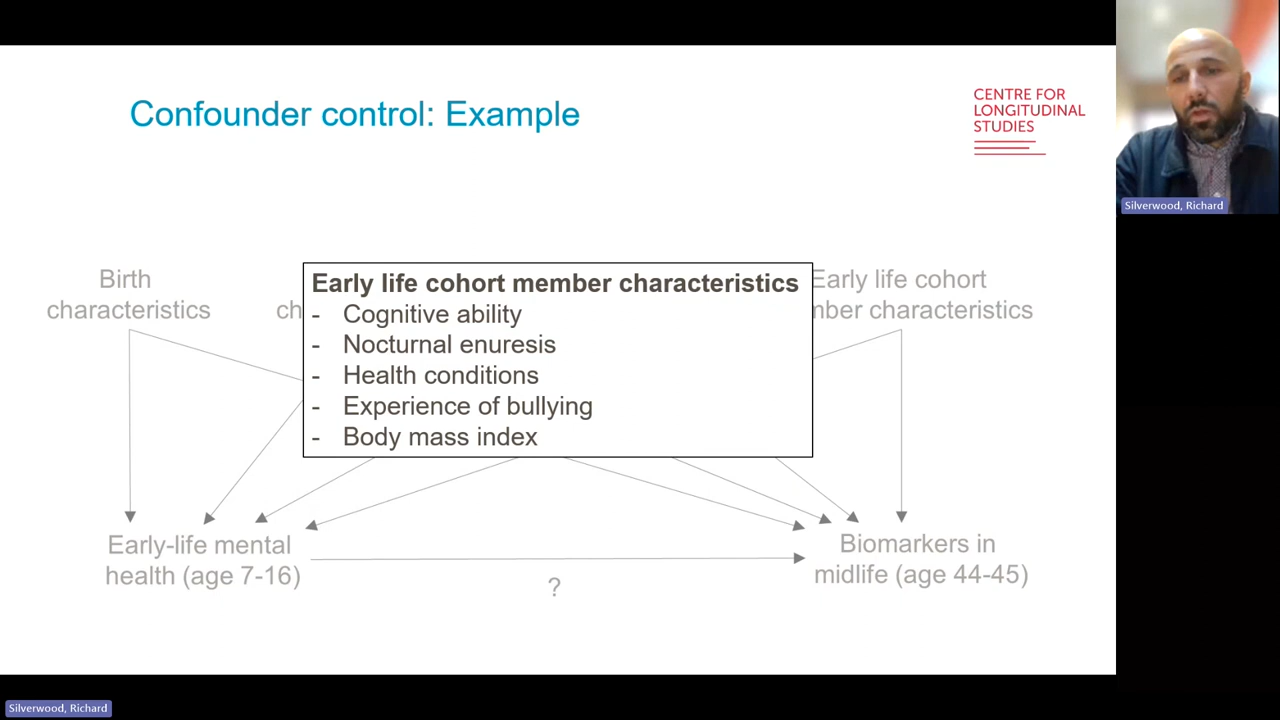 Confounder control: Example
CENTRE FOR
LONGITUDINAL
STUDIES
Silverwood, Richard
Birth
characteristics
ch
Early life cohort member characteristics
- Cognitive ability
- Nocturnal enuresis
- Health conditions
- Experience of bullying
- Body mass index
Early life cohort
mber characteristics
Early-life mental
health (age 7-16)
?
Biomarkers in
midlife (age 44-45)
Silverwood, Richard